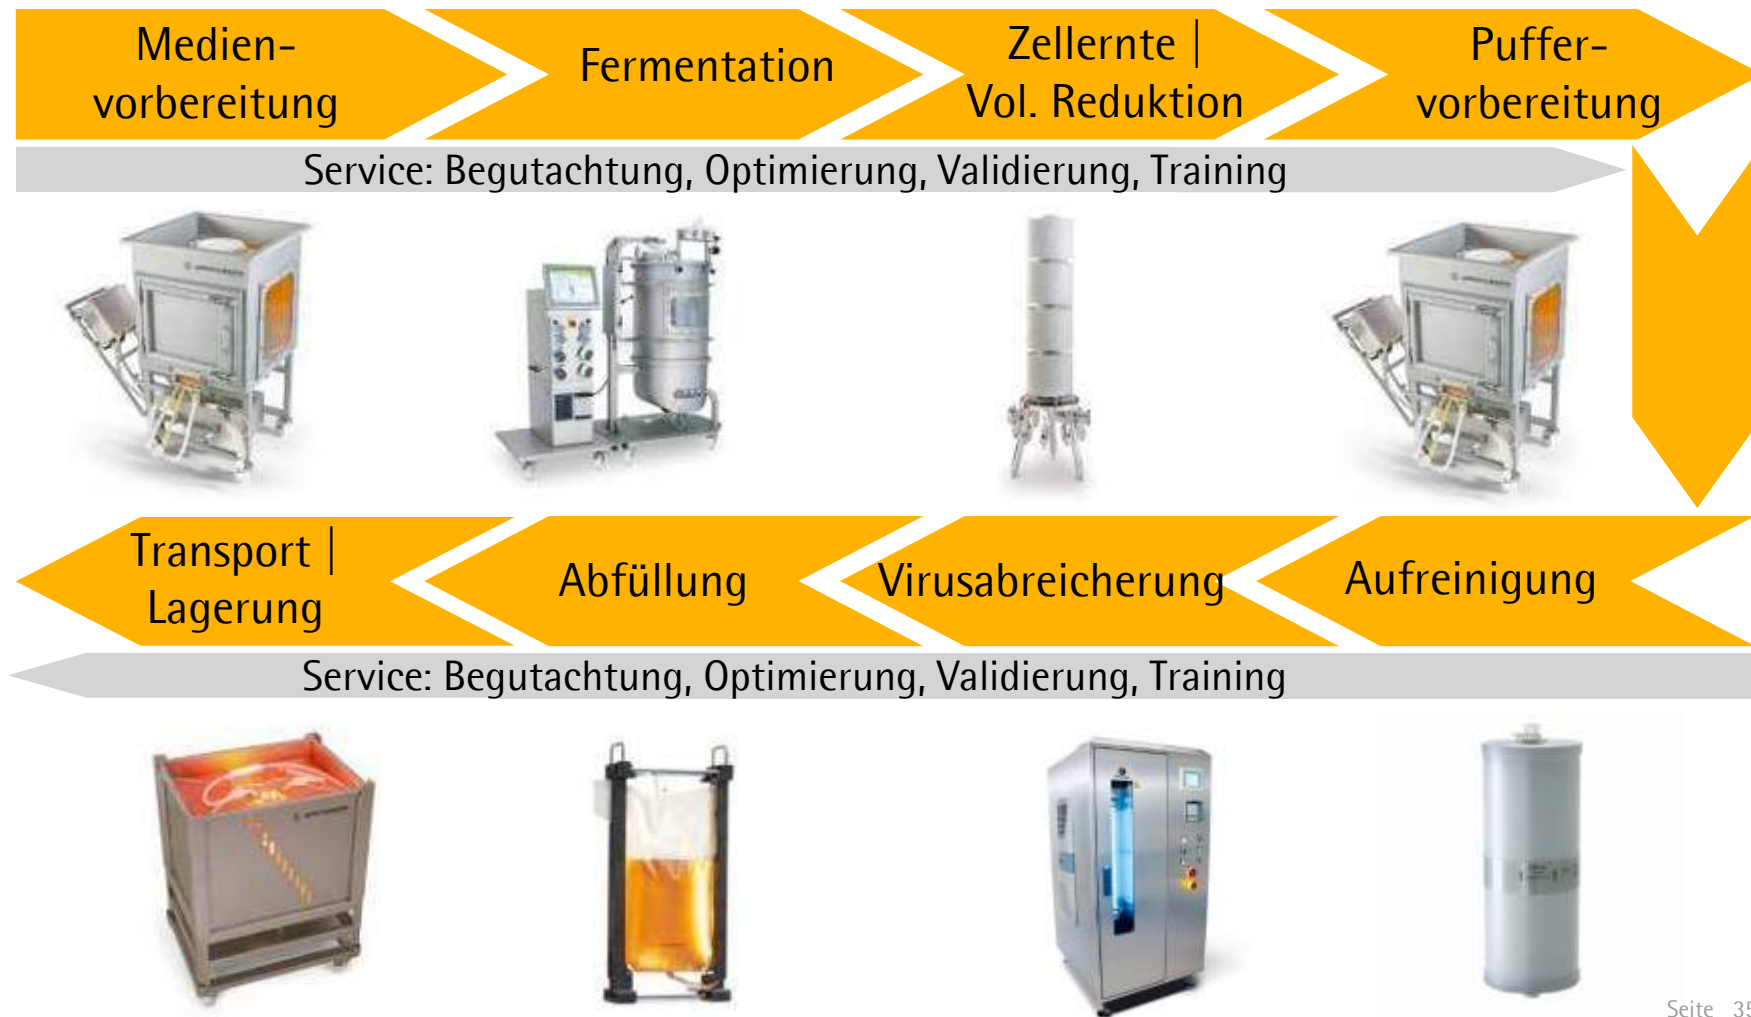 Medien-
vorbereitung
Fermentation
Zellernte |
Vol. Reduktion
Puffer-
vorbereitung
Service: Begutachtung, Optimierung, Validierung, Training
Transport |
Lagerung
Abfüllung
Virusabreicherung
Aufreinigung
Service: Begutachtung, Optimierung, Validierung, Training
Seite 35